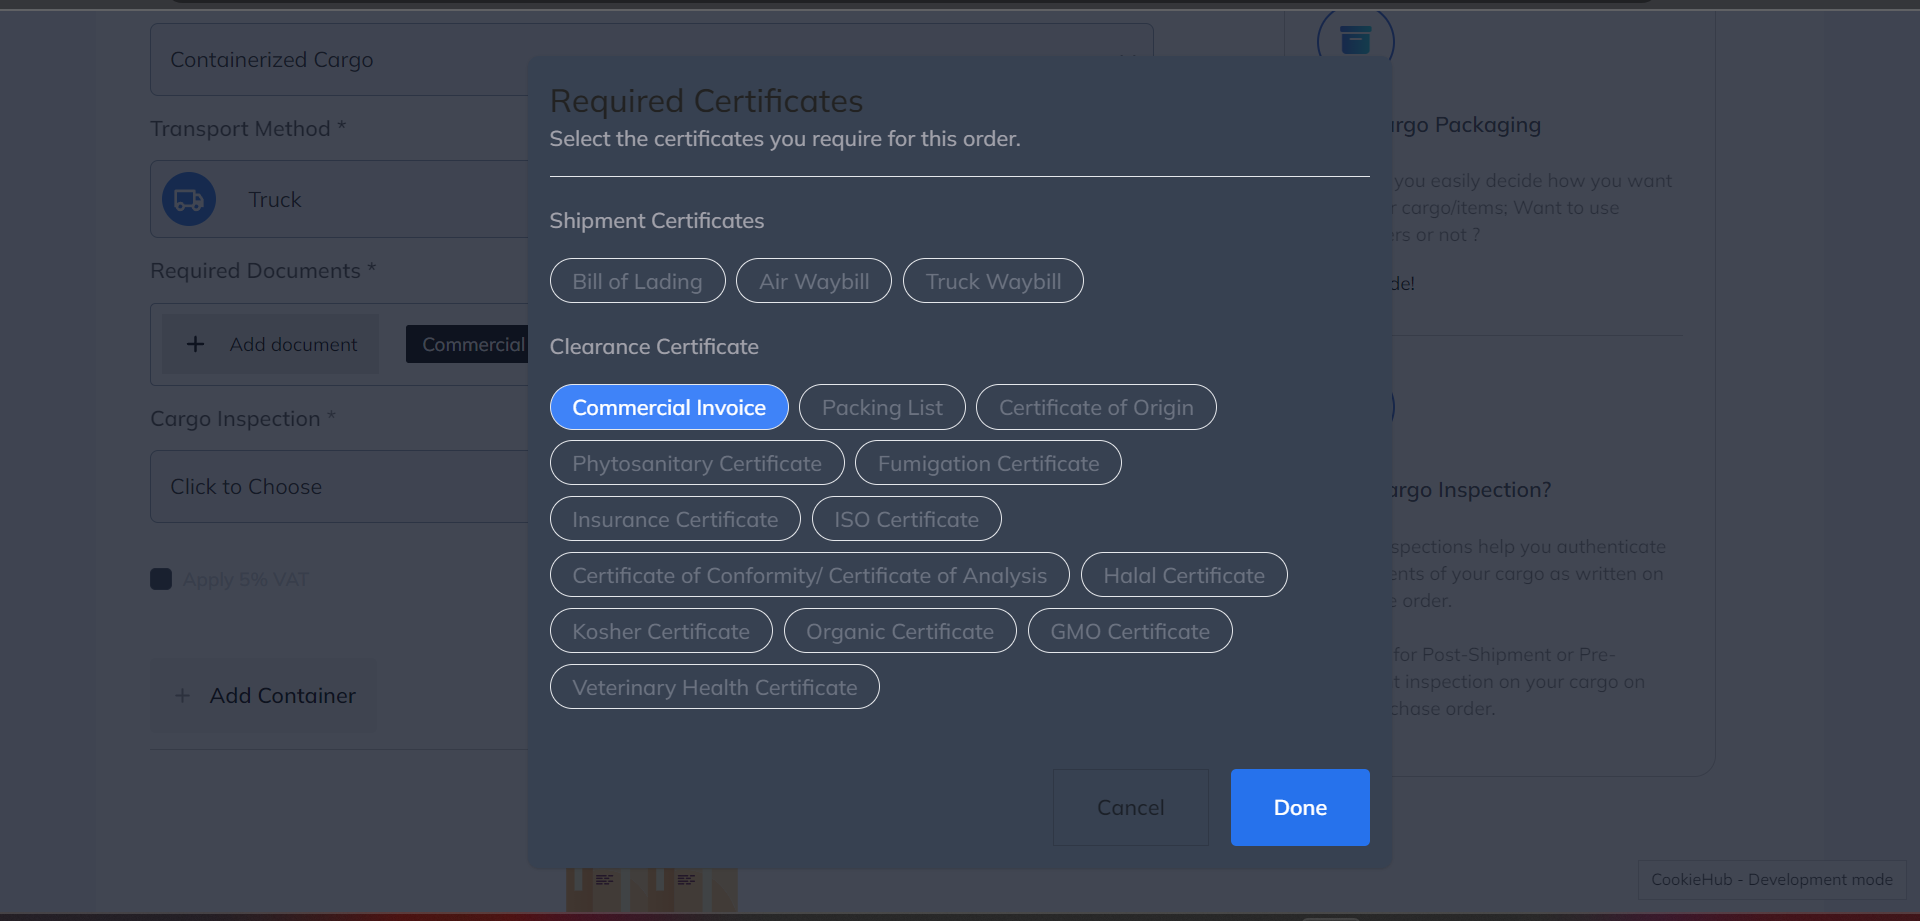 Containerized Cargo
Transport Method *
Truck
Required Documents *
Add document
Commercial
Cargo Inspection *
Click to Choose
Apply 5% VAT
Add Container
Required Certificates
Select the certificates you require for this order.
Shipment Certificates
Bill of Lading
Air Waybill
Truck Waybill
Clearance Certificate
Commercial Invoice
Packing List
Certificate of Origin
Phytosanitary Certificate
Fumigation Certificate
Insurance Certificate
ISO Certificate
Certificate of Conformity/ Certificate of Analysis
Halal Certificate
Kosher Certificate
Organic Certificate
GMO Certificate
Veterinary Health Certificate
Cancel
Done
rgo Packaging
you easily decide how you want
r cargo/items; Want to use
ers or not ?
de!
argo Inspection?
spections help you authenticate
ents of your cargo as written on
e order.
for Post-Shipment or Pre-
t inspection on your cargo on
chase order.
CookieHub - Development mode